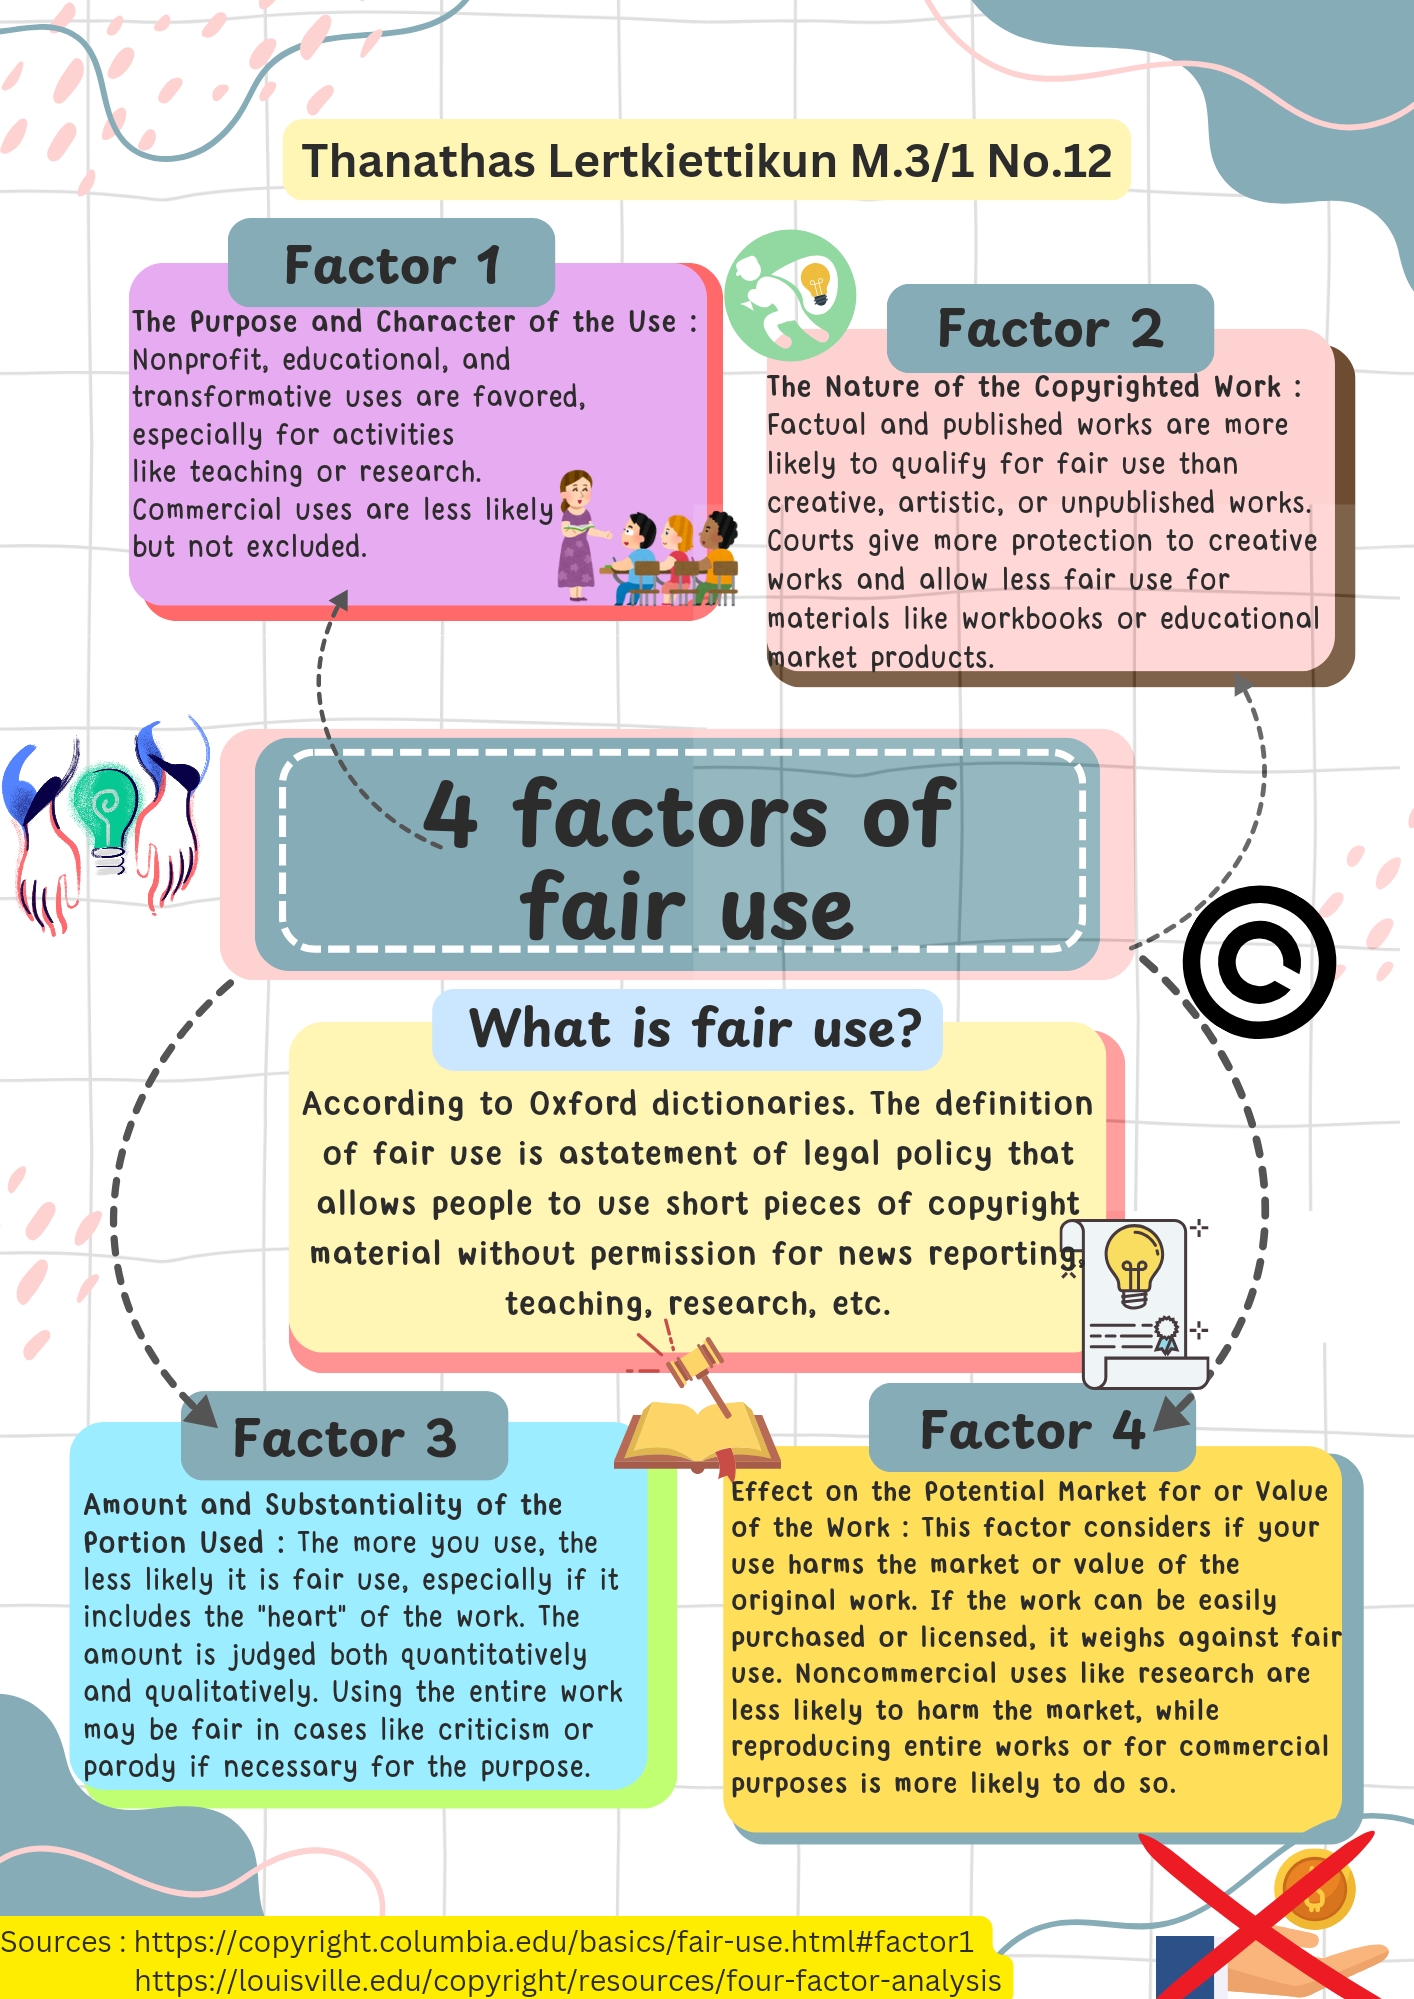 Thanathas Lertkiettikun M.3/1 No.12
Factor 1
The Purpose and Character of the Use :
Nonprofit, educational, and
transformative uses are favored,
especially for activities
like teaching or research.
Commercial uses are less likely
but not excluded.
Factor 2
The Nature of the Copyrighted Work :
Factual and published works are more
likely to qualify for fair use than
creative, artistic, or unpublished works.
Courts give more protection to creative
works and allow less fair use for
materials like workbooks or educational
market products.
4 factors of
fair use
What is fair use?
According to Oxford dictionaries. The definition
of fair use is astatement of legal policy that
allows people to use short pieces of copyright
material without permission for news reporting,
teaching, research, etc.
Factor 3
Amount and Substantiality of the
Portion Used : The more you use, the
less likely it is fair use, especially if it
includes the "heart" of the work. The
amount is judged both quantitatively
and qualitatively. Using the entire work
may be fair in cases like criticism or
parody if necessary for the purpose.
Factor 4
Effect on the Potential Market for or Value
of the Work : This factor considers if your
use harms the market or value of the
original work. If the work can be easily
purchased or licensed, it weighs against fair
use. Noncommercial uses like research are
less likely to harm the market, while
reproducing entire works or for commercial
purposes is more likely to do so.
Sources : https://copyright.columbia.edu/basics/fair-use.html#factor1
https://louisville.edu/copyright/resources/four-factor-analysis